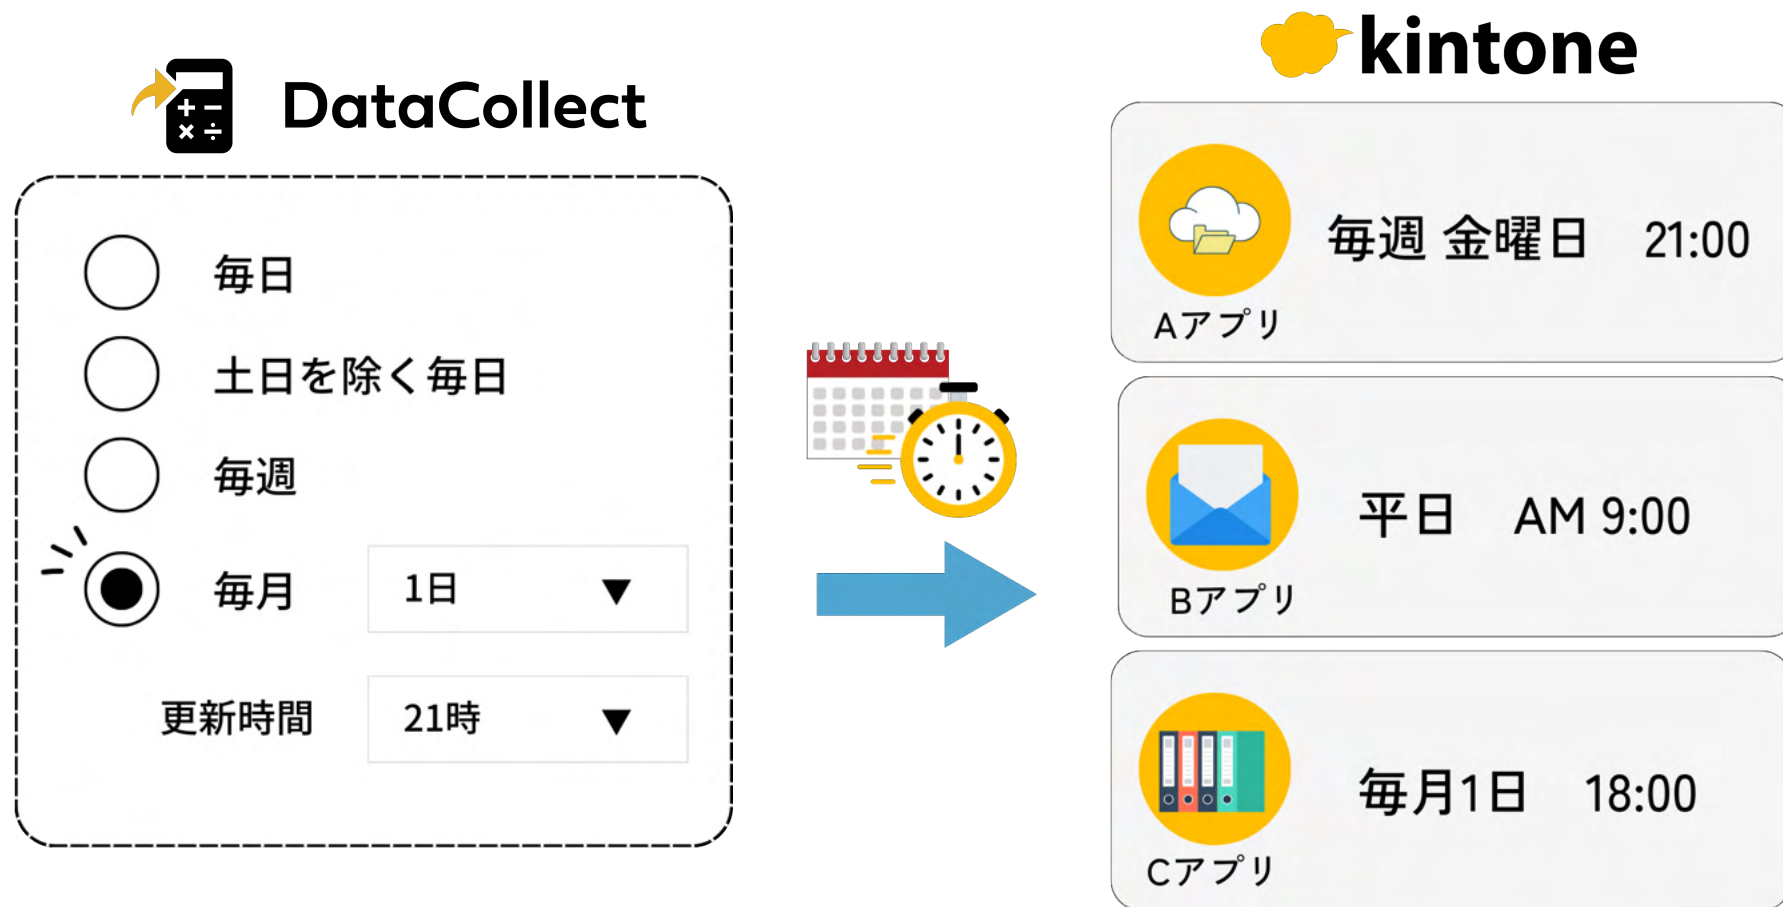 DataCollect
毎日
土日を除く毎日
毎週
毎月 1日 ▼
更新時間 21時 ▼
kintone
毎週 金曜日 21:00
Aアプリ
平日 AM 9:00
Bアプリ
毎月1日 18:00
Cアプリ